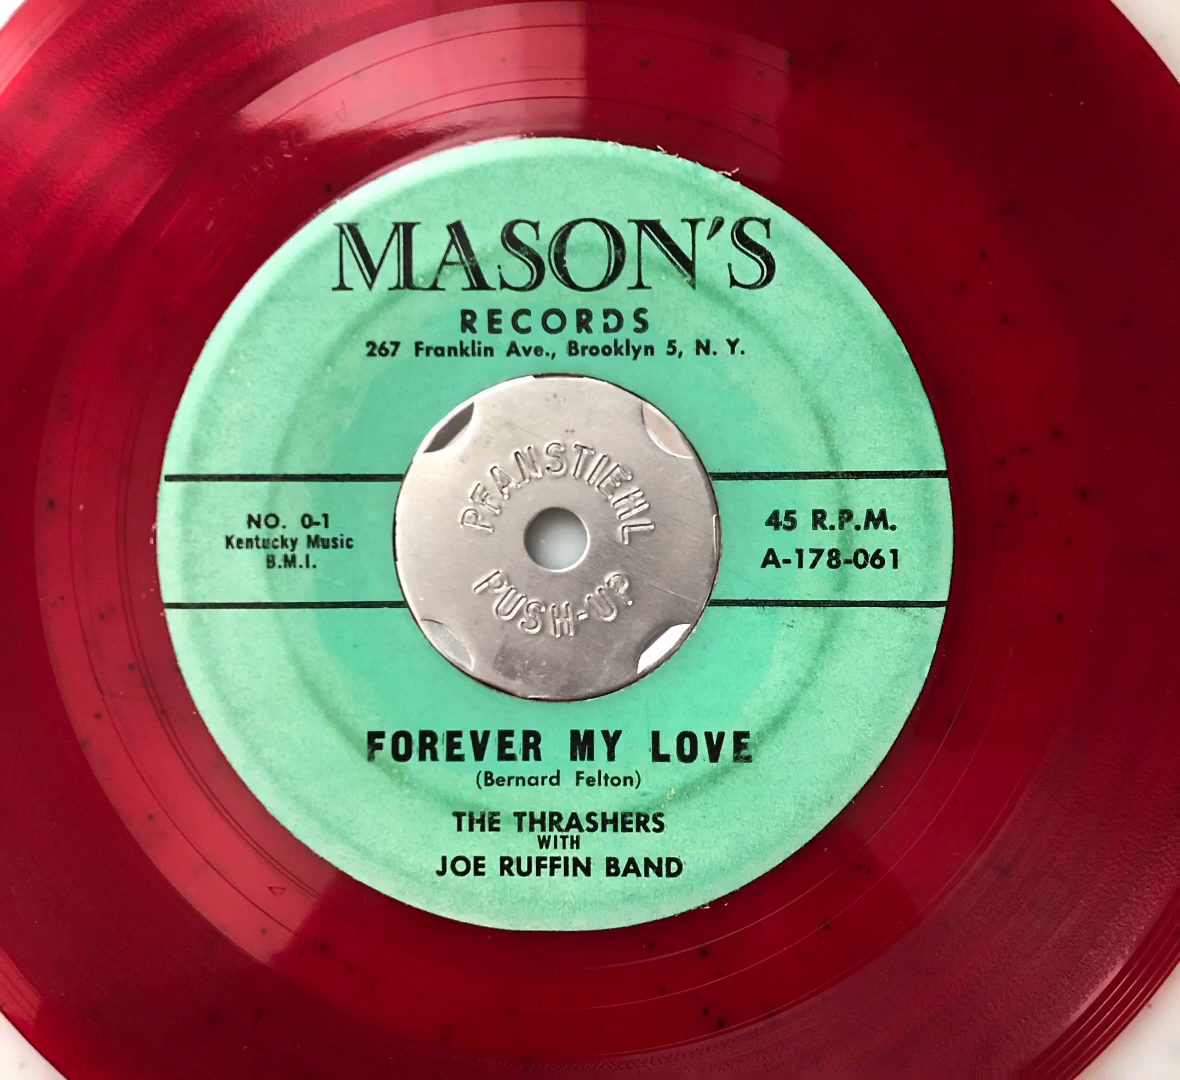 MASON'S
RECORDS
267 Franklin Ave., Brooklyn 5, N. Y.
PFANSTIEHL
PUSH-UP
NO. 0-1
Kentucky Music
B.M.I.
45 R.P.M.
A-178-061
FOREVER MY LOVE
(Bernard Felton)
THE THRASHERS
WITH
JOE RUFFIN BAND